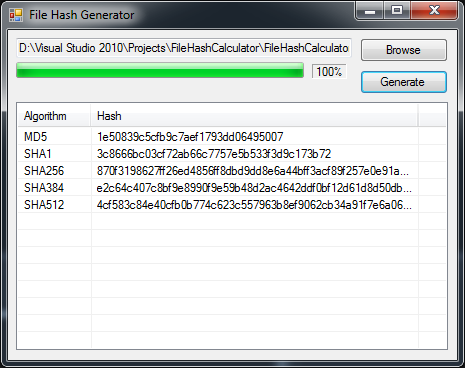 File Hash Generator
D:\Visual Studio 2010\Projects\FileHashCalculator\FileHashCalculator
Browse
100%
Generate
Algorithm Hash
MD5 1e50839c5cfb9c7aef1793dd06495007
SHA1 3c8666bc03cf72ab66c7757e5b533f3d9c173b72
SHA256 870f3198627ff26ed4856ff8dbd9dd8e6a44bff3acf89f257e0e91a...
SHA384 e2c64c407c8bf9e8990f9e59b48d2ac4642ddf0bf12d61d8d50db...
SHA512 4cf583c84e40cfb0b774c623c557963b8ef9062cb34a91f7e6a06...